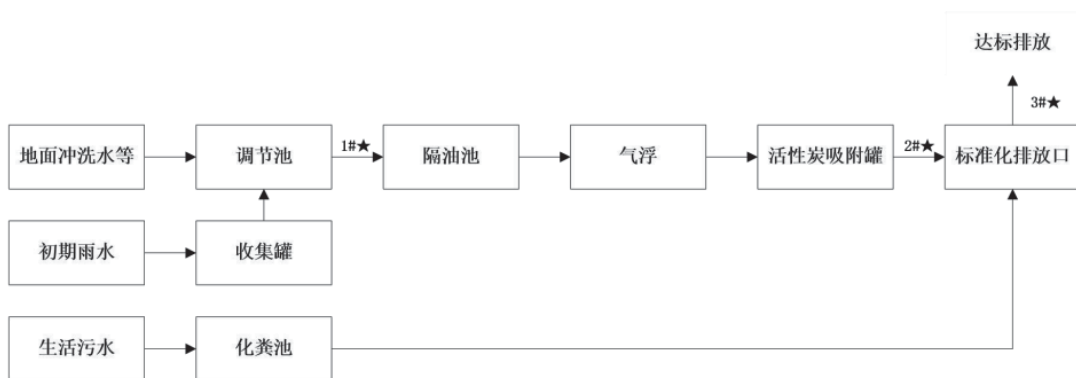 达标排放
3#★
地面冲洗水等
调节池
1#★
隔油池
气浮
活性炭吸附罐
2#★
标准化排放口
初期雨水
收集罐
生活污水
化粪池